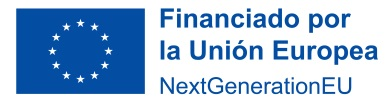 Financiado por
la Unión Europea
NextGenerationEU